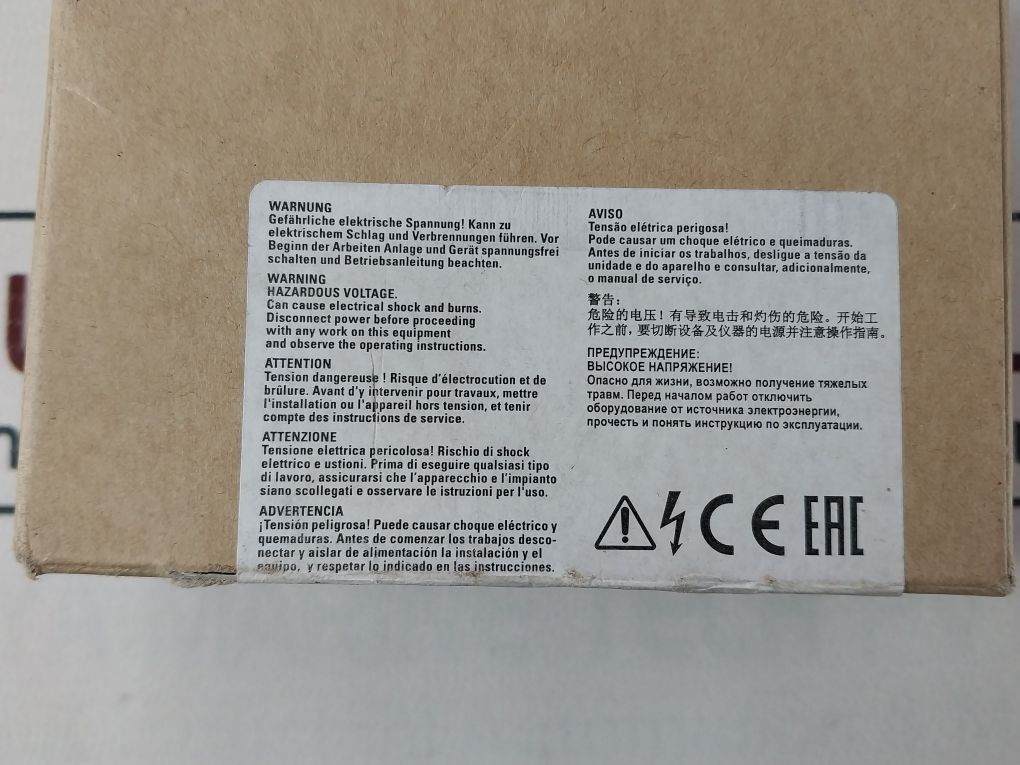 WARNUNG
Gefährliche elektrische Spannung! Kann zu
elektrischem Schlag und Verbrennungen führen. Vor
Beginn der Arbeiten Anlage und Gerät spannungsfrei
schalten und Betriebsanleitung beachten.
WARNING
HAZARDOUS VOLTAGE.
Can cause electrical shock and burns.
Disconnect power before proceeding
with any work on this equipment
and observe the operating instructions.
ATTENTION
Tension dangereuse ! Risque d'électrocution et de
brûlure. Avant d'y intervenir pour travaux, mettre
l'installation ou l'appareil hors tension, et tenir
compte des instructions de service.
ATTENZIONE
Tensione elettrica pericolosa! Rischio di shock
elettrico e ustioni. Prima di eseguire qualsiasi tipo
di lavoro, assicurarsi che l'apparecchio e l'impianto
siano scollegati e osservare le istruzioni per l'uso.
ADVERTENCIA
¡Tensión peligrosa! Puede causar choque eléctrico y
quemaduras. Antes de comenzar los trabajos desco-
nectar y aislar de alimentación la instalación y el
equipo, y respetar lo indicado en las instrucciones.
AVISO
Tensão elétrica perigosa!
Pode causar um choque elétrico e queimaduras.
Antes de iniciar os trabalhos, desligue a tensão da
unidade e do aparelho e consultar, adicionalmente,
o manual de serviço.
警告：
危险的电压！有导致电击和灼伤的危险。开始工
作之前，要切断设备及仪器的电源并注意操作指南。
ПРЕДУПРЕЖДЕНИЕ:
ВЫСОКОЕ НАПРЯЖЕНИЕ!
Опасно для жизни, возможно получение тяжелых
травм. Перед началом работ отключить
оборудование от источника электроэнергии,
прочесть и понять инструкцию по эксплуатации.
CE EAC